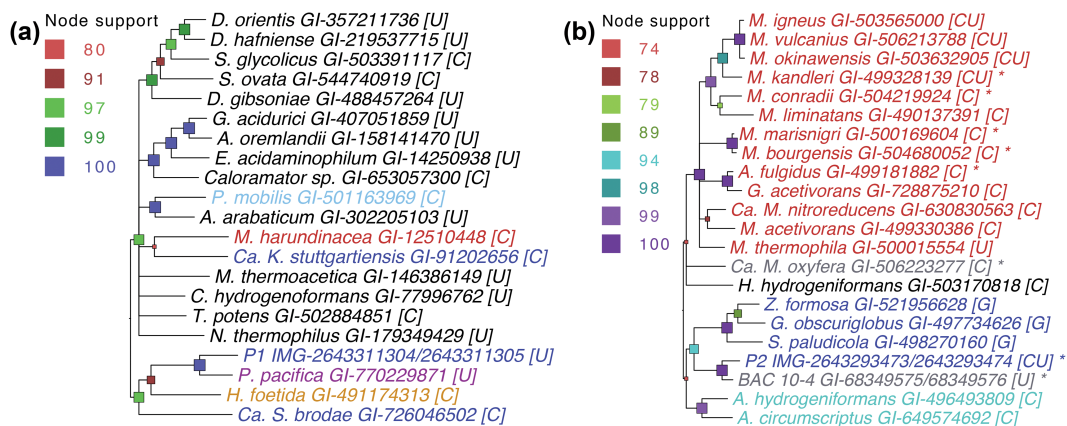 (a)
Node support
80
91
97
99
100
D. orientis GI-357211736 [U]
D. hafniense GI-219537715 [U]
S. glycolicus GI-503391117 [C]
S. ovata GI-544740919 [C]
D. gibsoniae GI-488457264 [U]
G. acidurici GI-407051859 [U]
A. oremlandii GI-158141470 [U]
E. acidaminophilum GI-14250938 [U]
Caloramator sp. GI-653057300 [C]
P. mobilis GI-501163969 [C]
A. arabaticum GI-302205103 [U]
M. harundinacea GI-12510448 [C]
Ca. K. stuttgartiensis GI-91202656 [C]
M. thermoacetica GI-146386149 [U]
C. hydrogenoformans GI-77996762 [U]
T. potens GI-502884851 [C]
N. thermophilus GI-179349429 [U]
P1 IMG-2643311304/2643311305 [U]
P. pacifica GI-770229871 [U]
H. foetida GI-491174313 [C]
Ca. S. brodae GI-726046502 [C]
(b)
Node support
74
78
79
89
94
98
99
100
M. igneus GI-503565000 [CU]
M. vulcanius GI-506213788 [CU]
M. okinawensis GI-503632905 [CU]
M. kandleri GI-499328139 [CU] *
M. conradii GI-504219924 [C] *
M. liminatans GI-490137391 [C]
M. marisnigri GI-500169604 [C] *
M. bourgensis GI-504680052 [C] *
A. fulgidus GI-499181882 [C] *
G. acetivorans GI-728875210 [C]
Ca. M. nitroreducens GI-630830563 [C]
M. acetivorans GI-499330386 [C]
M. thermophila GI-500015554 [U]
Ca. M. oxyfera GI-506223277 [C] *
H. hydrogeniformans GI-503170818 [C]
Z. formosa GI-521956628 [G]
G. obscuriglobus GI-497734626 [G]
S. paludicola GI-498270160 [G]
P2 IMG-2643293473/2643293474 [CU] *
BAC 10-4 GI-68349575/68349576 [U] *
A. hydrogeniformans GI-496493809 [C]
A. circumscriptus GI-649574692 [C]